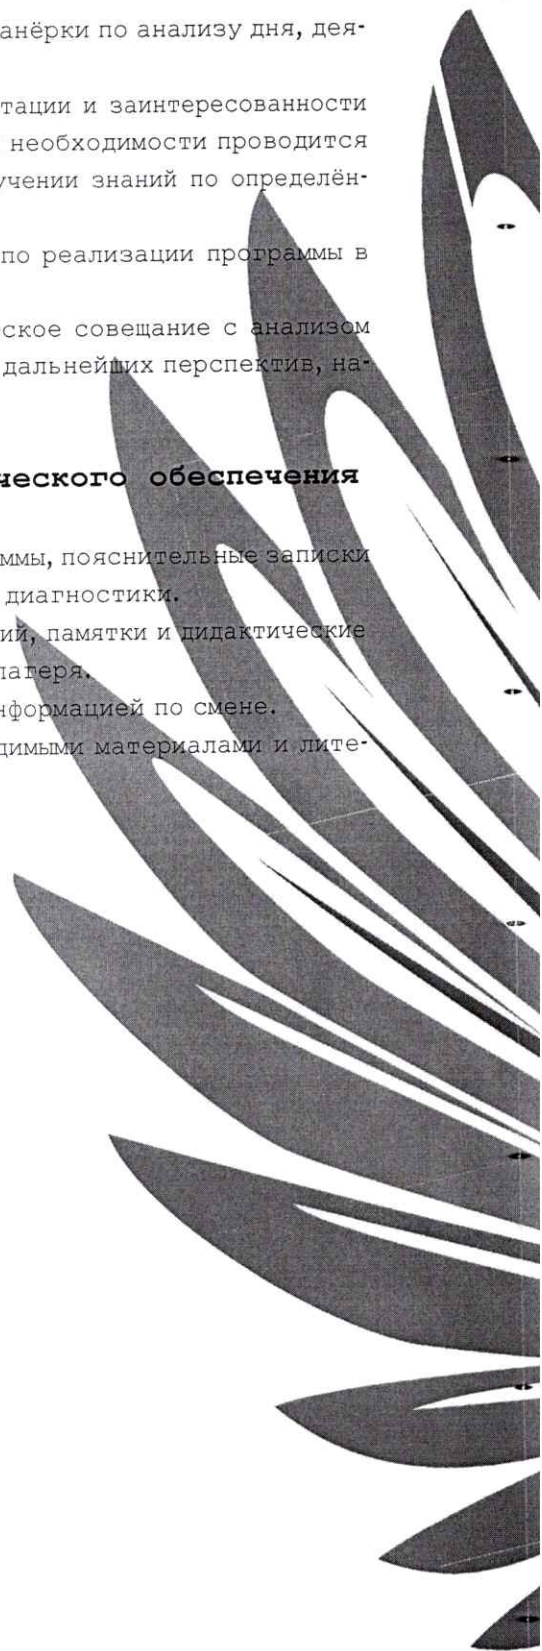 анёрки по анализу дня, дея-
тации и заинтересованности
необходимости проводится
учении знаний по определён-
по реализации программы в
ское совещание с анализом
дальнейших перспектив, на-
ческого обеспечения
ммы, пояснительные записки
диагностики.
ий, памятки и дидактические
лагеря.
нформацией по смене.
димыми материалами и лите-